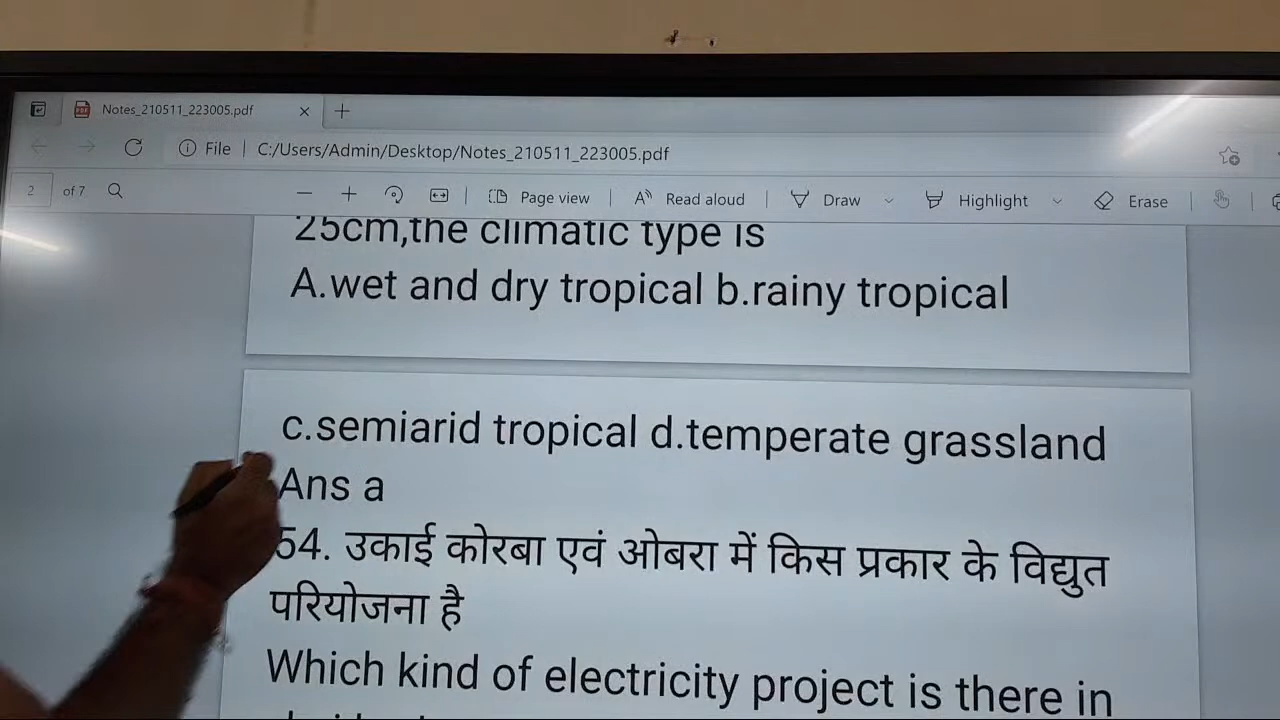 Notes_210511_223005.pdf
File | C:/Users/Admin/Desktop/Notes_210511_223005.pdf
2 of 7 Page view Read aloud Draw Highlight Erase
25cm,the climatic type is
A.wet and dry tropical b.rainy tropical
c.semiarid tropical d.temperate grassland
Ans a
54. उकाई कोरबा एवं ओबरा में किस प्रकार के विद्युत
परियोजना है
Which kind of electricity project is there in